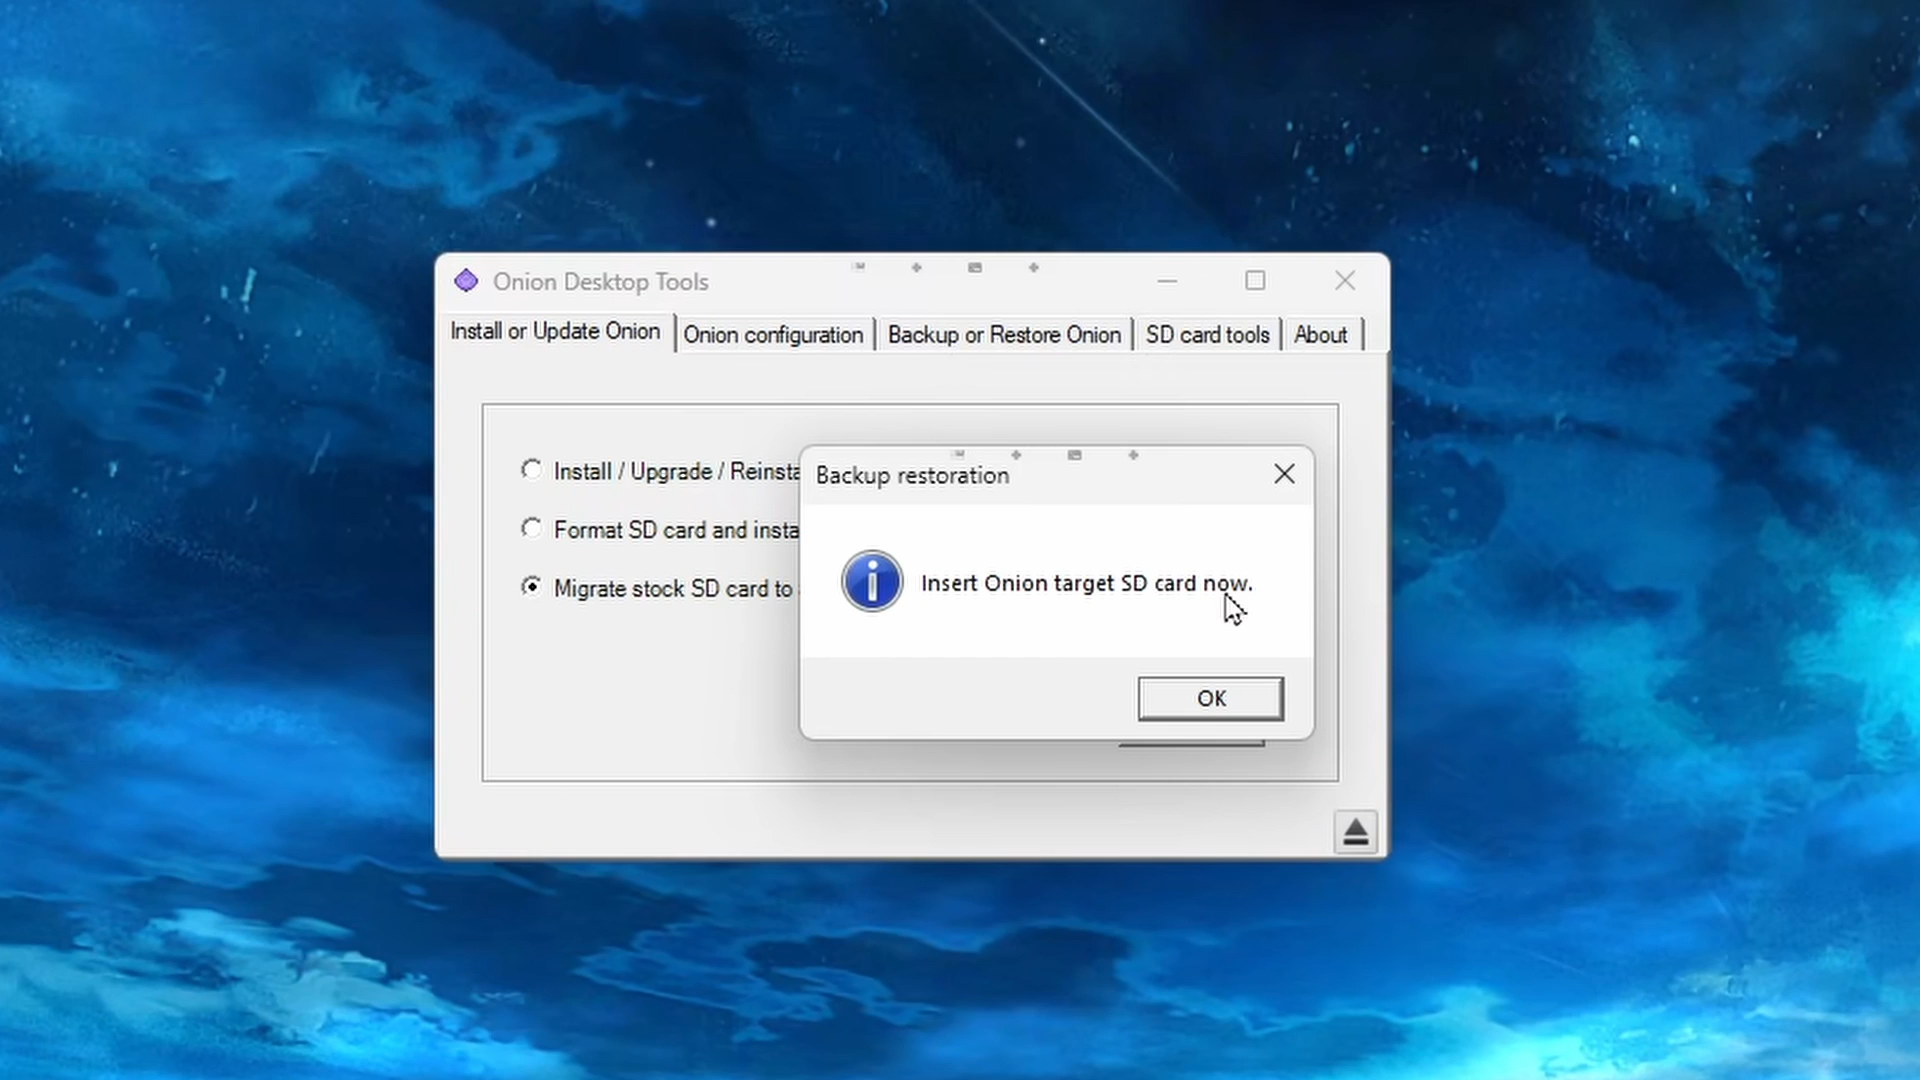 Onion Desktop Tools
Install or Update Onion
Onion configuration
Backup or Restore Onion
SD card tools
About
Install / Upgrade / Reinsta
Format SD card and insta
Migrate stock SD card to
Backup restoration
Insert Onion target SD card now.
OK